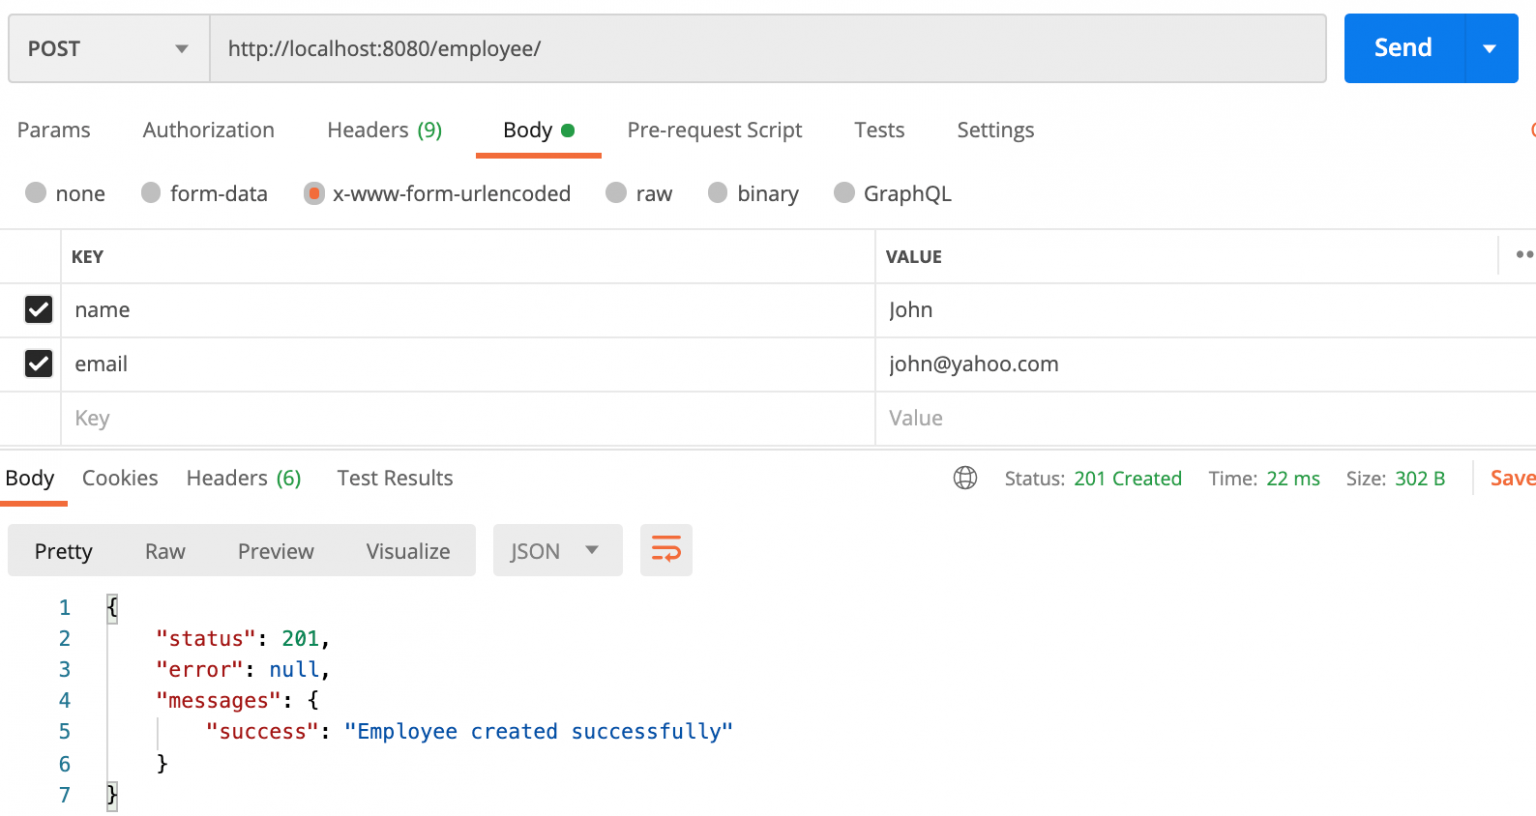 POST http://localhost:8080/employee/ Send
Params Authorization Headers (9) Body Pre-request Script Tests Settings
none form-data x-www-form-urlencoded raw binary GraphQL
KEY VALUE
name John
email john@yahoo.com
Key Value
Body Cookies Headers (6) Test Results Status: 201 Created Time: 22 ms Size: 302 B Save
Pretty Raw Preview Visualize JSON
1 {
2 "status": 201,
3 "error": null,
4 "messages": {
5 "success": "Employee created successfully"
6 }
7 }